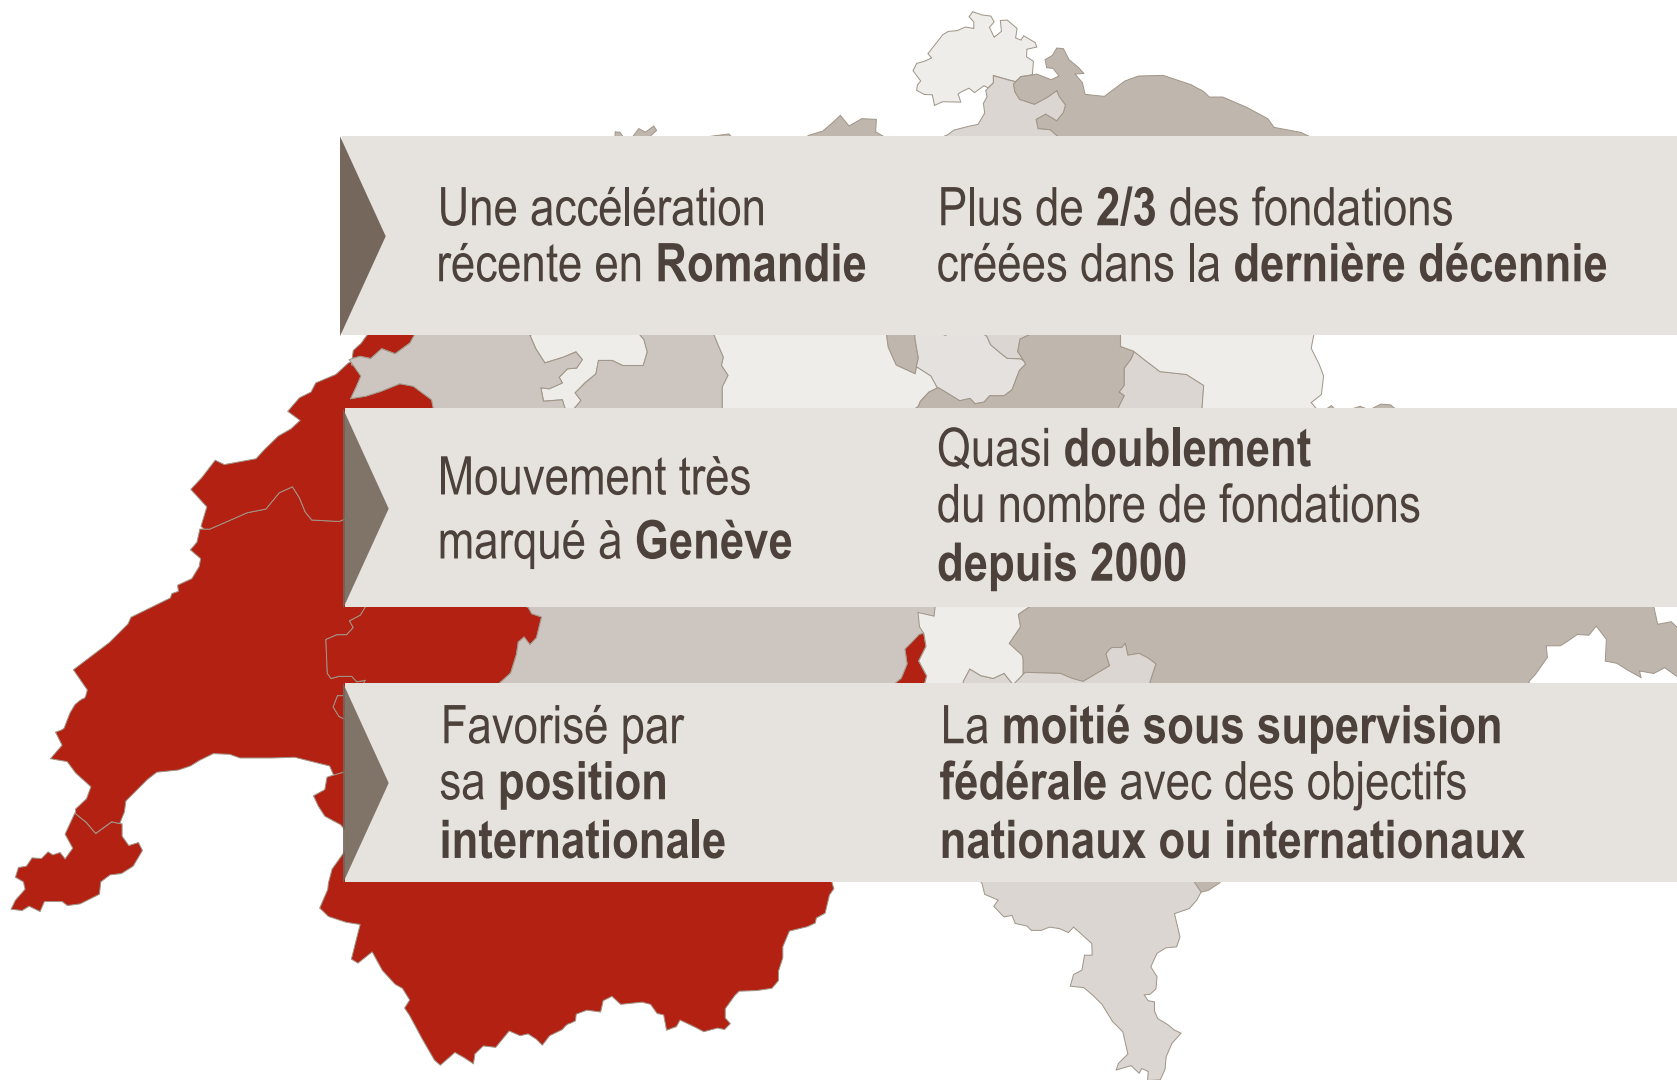 Une accélération
récente en Romandie
Plus de 2/3 des fondations
créées dans la dernière décennie
Mouvement très
marqué à Genève
Quasi doublement
du nombre de fondations
depuis 2000
Favorisé par
sa position
internationale
La moitié sous supervision
fédérale avec des objectifs
nationaux ou internationaux